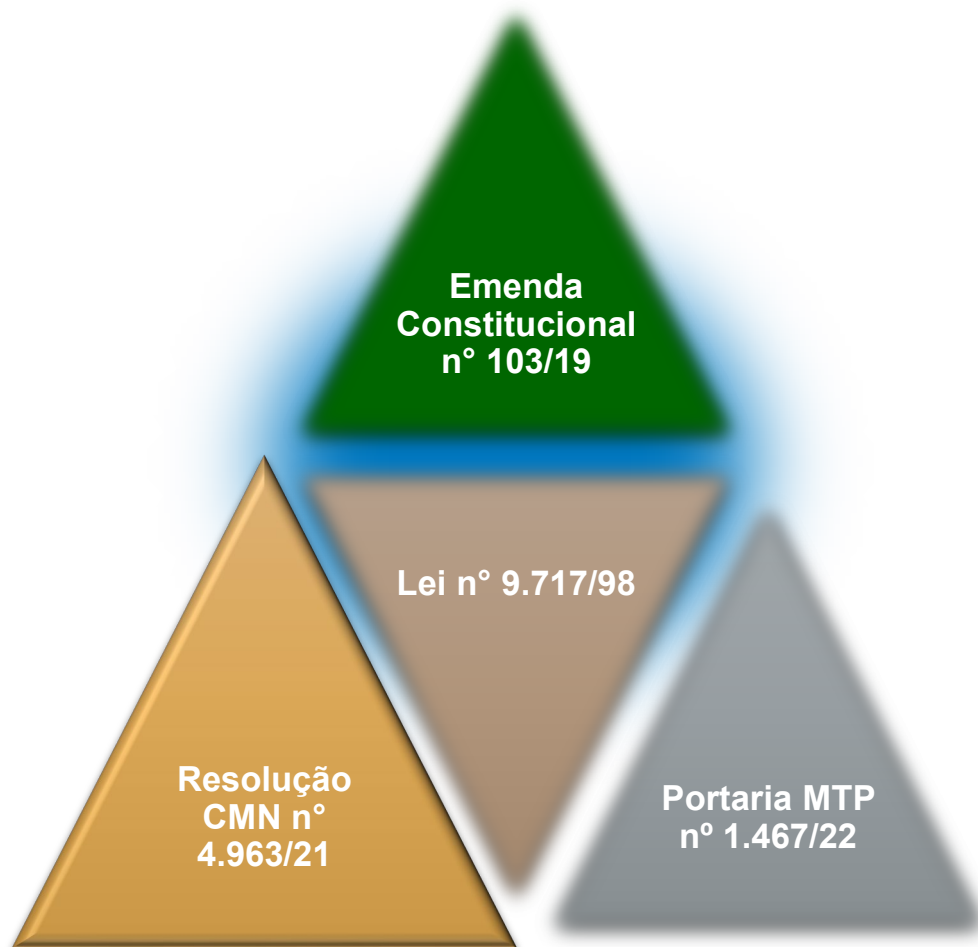 Emenda
Constitucional
n° 103/19
Lei n° 9.717/98
Resolução
CMN n°
4.963/21
Portaria MTP
nº 1.467/22